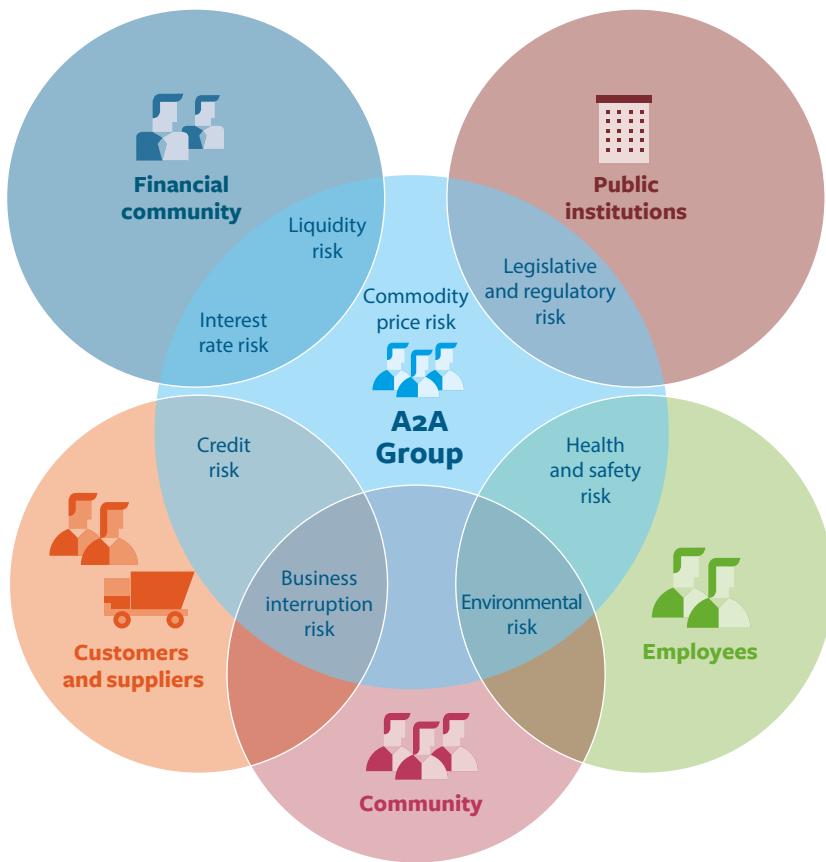 Financial
community
Public
institutions
Liquidity
risk
Legislative
and regulatory
risk
Commodity
price risk
Interest
rate risk
A2A
Group
Credit
risk
Health
and safety
risk
Business
interruption
risk
Environmental
risk
Customers
and suppliers
Employees
Community